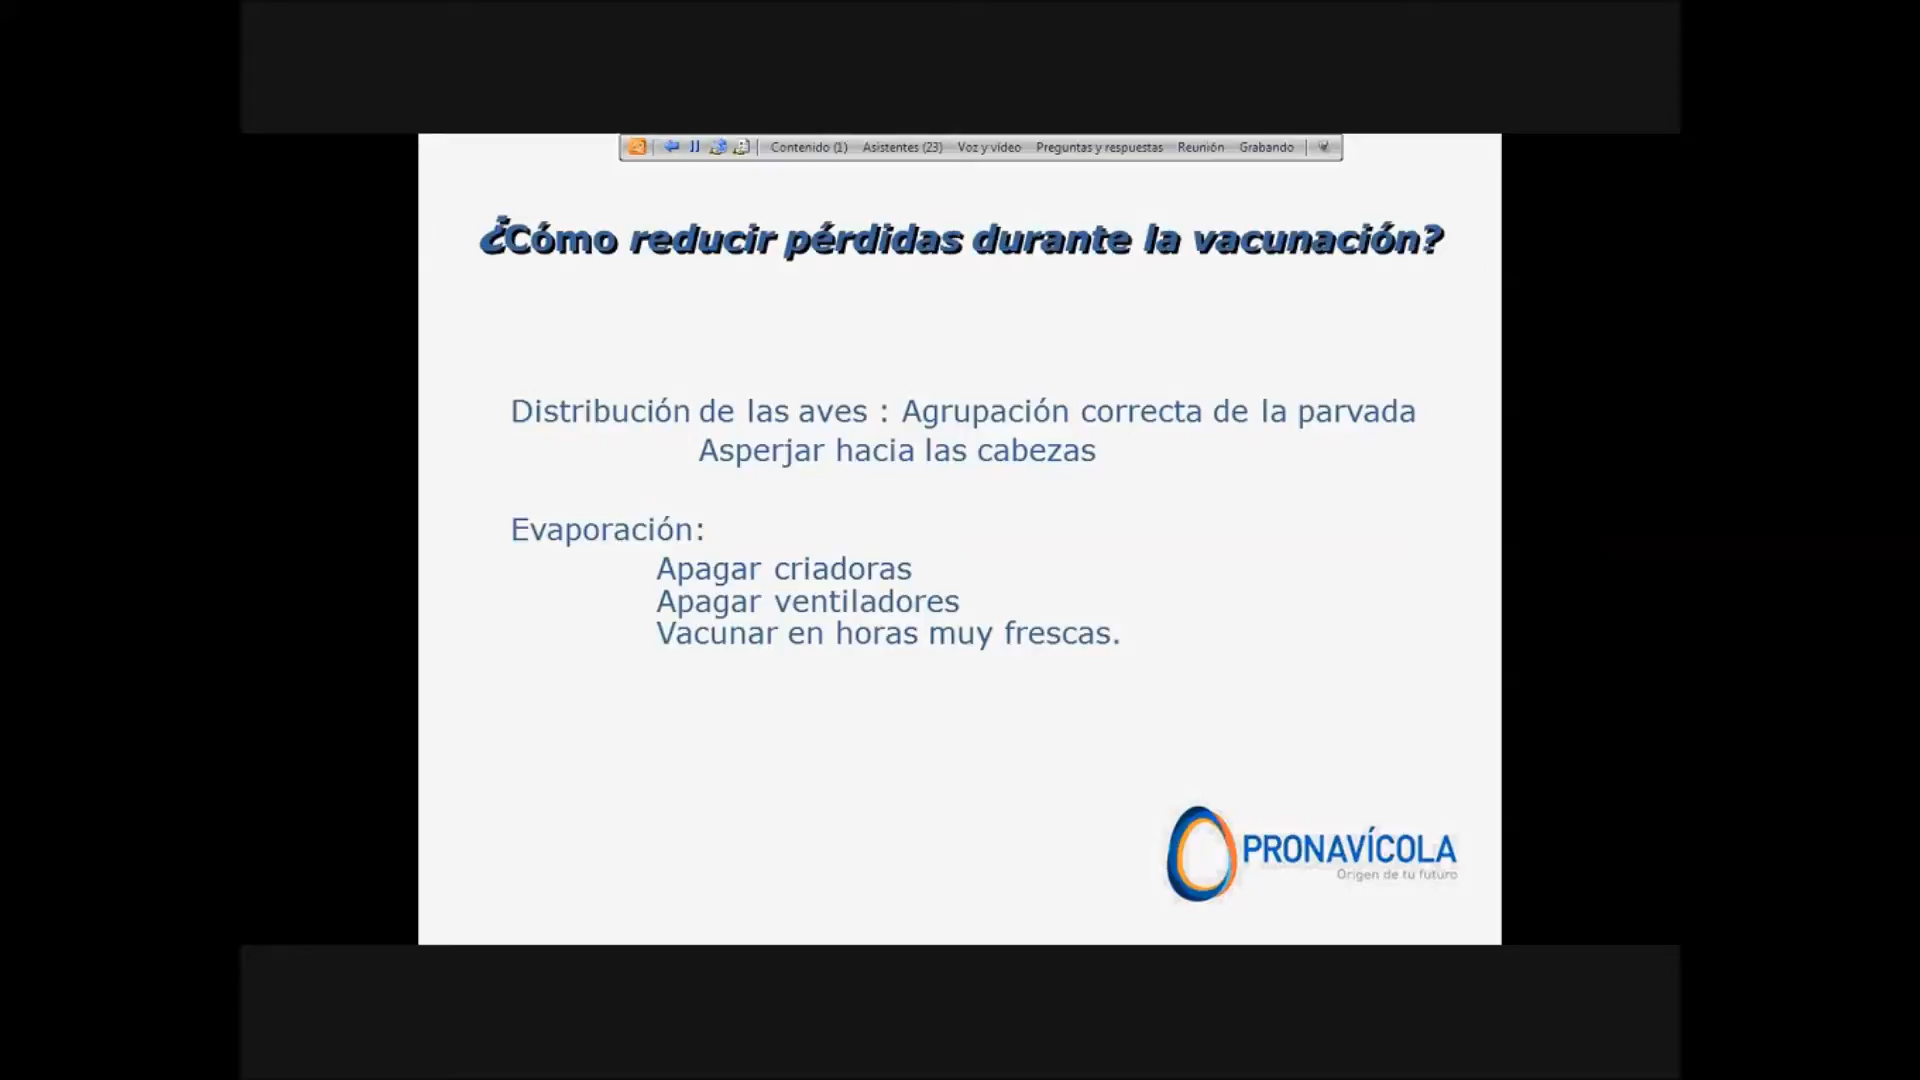 Contenido (1) Asistentes (23) Voz y vídeo Preguntas y respuestas Reunión Grabando
¿Cómo reducir pérdidas durante la vacunación?
Distribución de las aves : Agrupación correcta de la parvada
Asperjar hacia las cabezas
Evaporación:
Apagar criadoras
Apagar ventiladores
Vacunar en horas muy frescas.
PRONAVÍCOLA
Origen de tu futuro